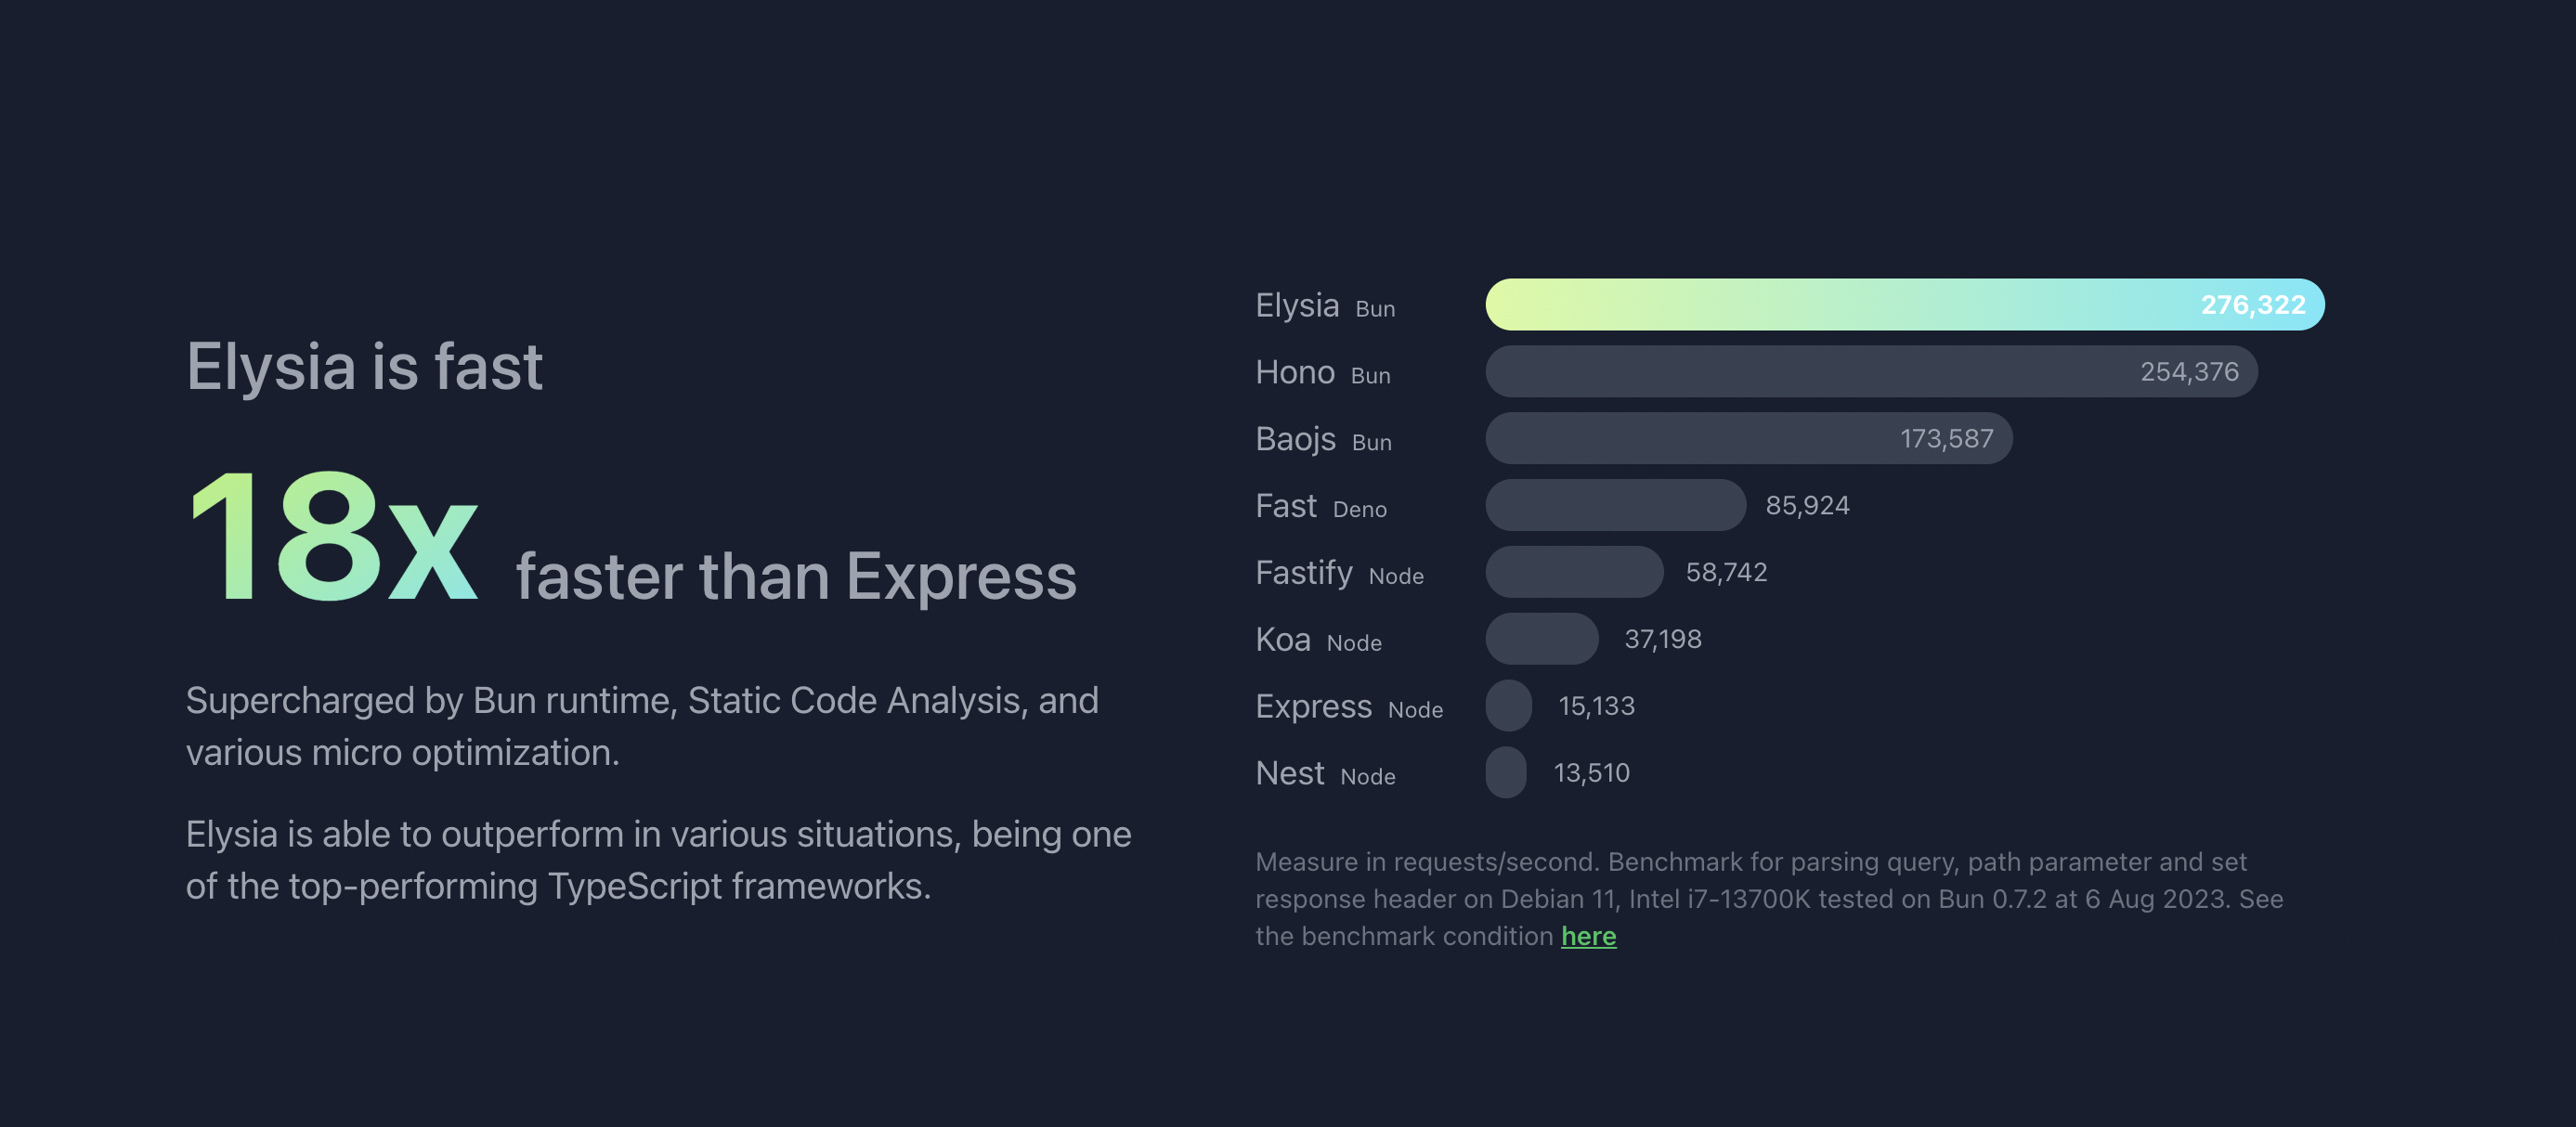 Elysia is fast
18x faster than Express
Supercharged by Bun runtime, Static Code Analysis, and
various micro optimization.
Elysia is able to outperform in various situations, being one
of the top-performing TypeScript frameworks.
Elysia Bun 276,322
Hono Bun 254,376
Baojs Bun 173,587
Fast Deno 85,924
Fastify Node 58,742
Koa Node 37,198
Express Node 15,133
Nest Node 13,510
Measure in requests/second. Benchmark for parsing query, path parameter and set
response header on Debian 11, Intel i7-13700K tested on Bun 0.7.2 at 6 Aug 2023. See
the benchmark condition here